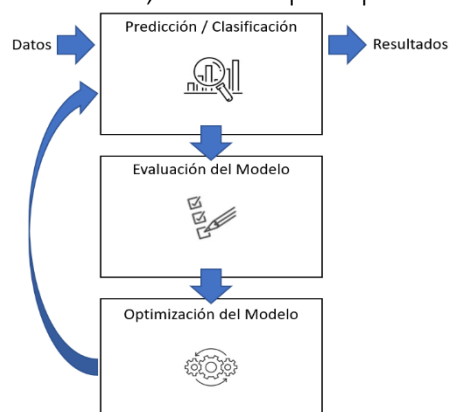 Predicción / Clasificación
Datos
Resultados
Evaluación del Modelo
Optimización del Modelo